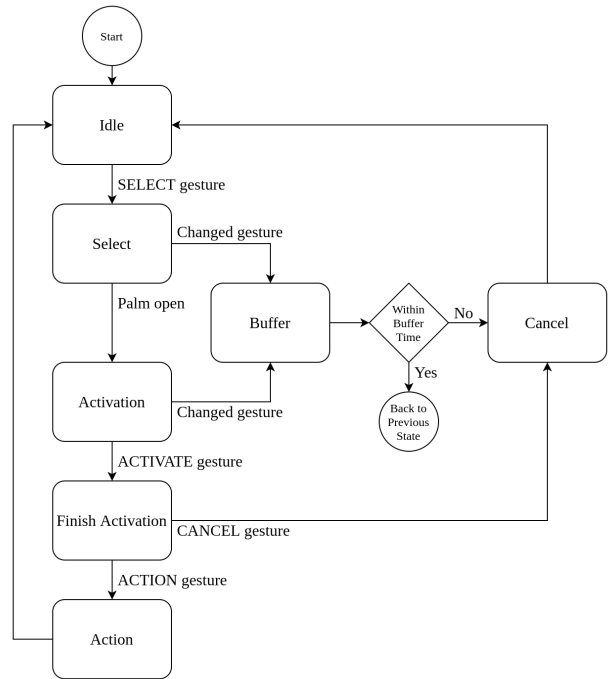 Start
Idle
SELECT gesture
Select
Changed gesture
Palm open
Buffer
Within
Buffer
Time
No
Cancel
Yes
Activation
Changed gesture
Back to
Previous
State
ACTIVATE gesture
Finish Activation
CANCEL gesture
ACTION gesture
Action